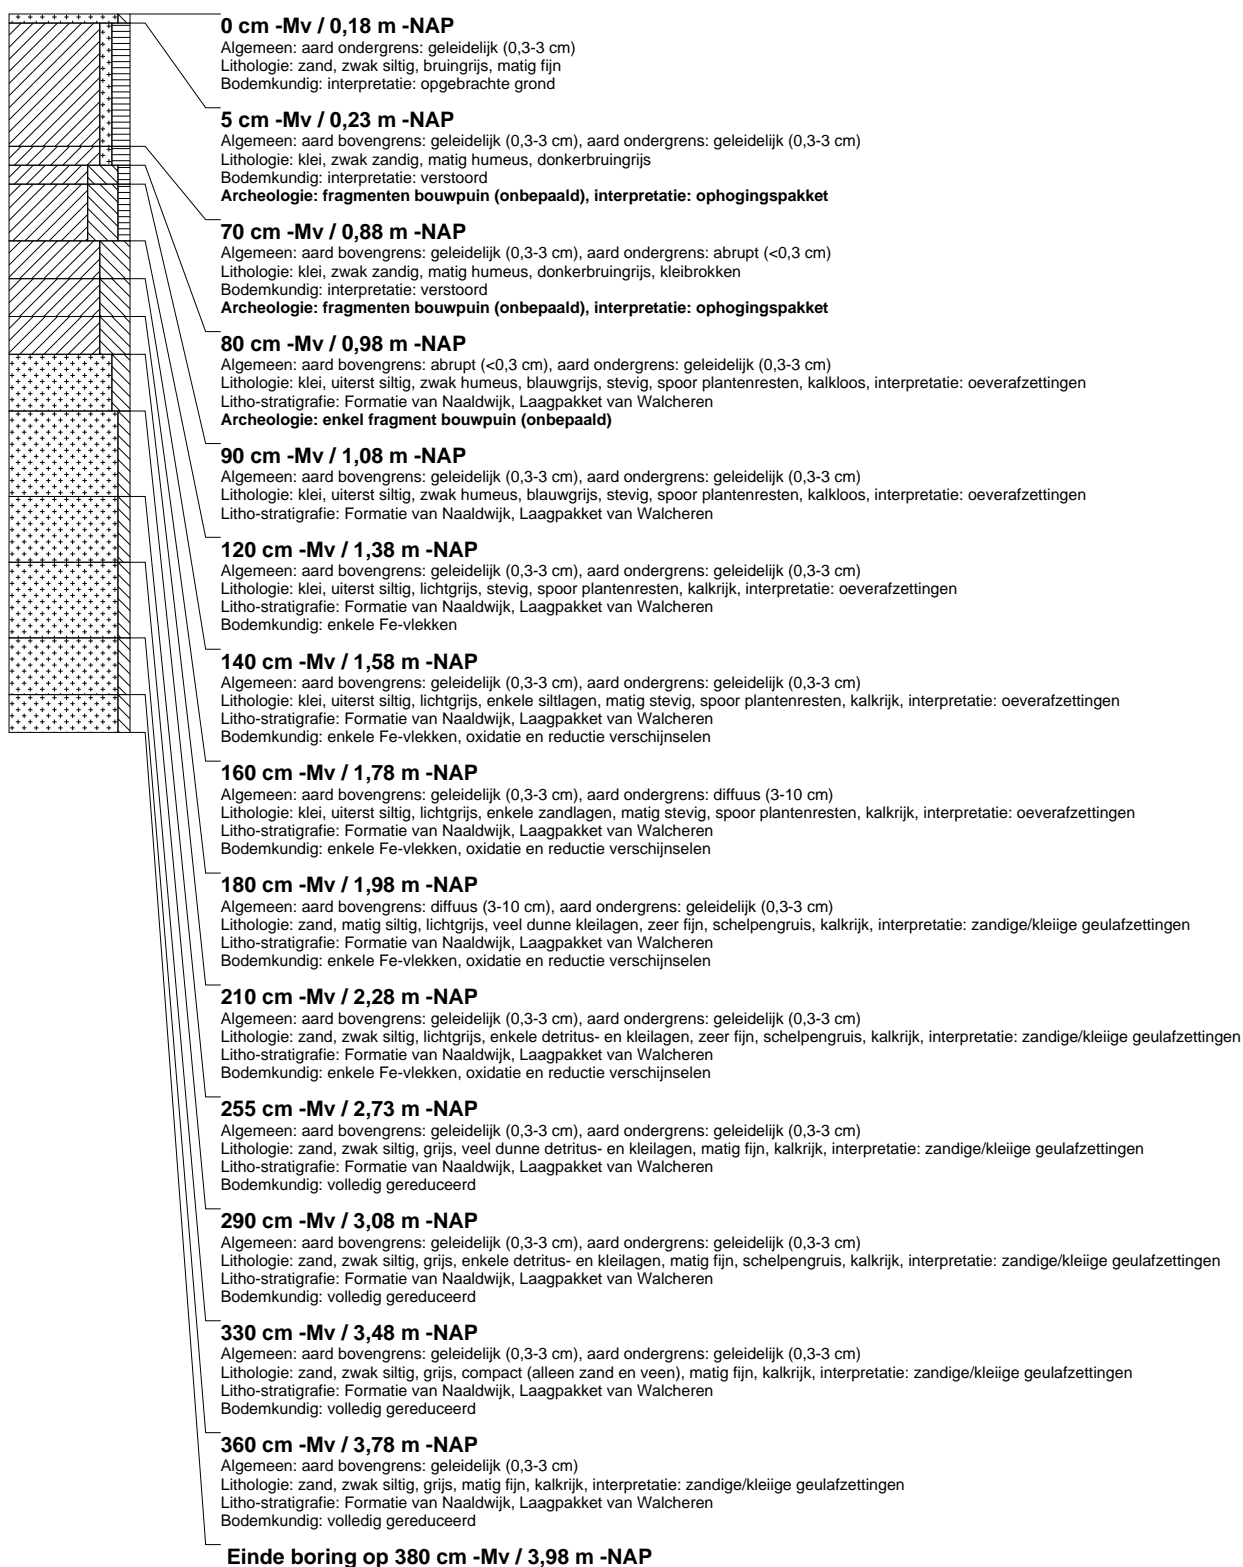 0 cm -Mv / 0,18 m -NAP
Algemeen: aard ondergrens: geleidelijk (0,3-3 cm)
Lithologie: zand, zwak siltig, bruingrijs, matig fijn
Bodemkundig: interpretatie: opgebrachte grond
5 cm -Mv / 0,23 m -NAP
Algemeen: aard bovengrens: geleidelijk (0,3-3 cm), aard ondergrens: geleidelijk (0,3-3 cm)
Lithologie: klei, zwak zandig, matig humeus, donkerbruingrijs
Bodemkundig: interpretatie: verstoord
Archeologie: fragmenten bouwpuin (onbepaald), interpretatie: ophogingspakket
70 cm -Mv / 0,88 m -NAP
Algemeen: aard bovengrens: geleidelijk (0,3-3 cm), aard ondergrens: abrupt (<0,3 cm)
Lithologie: klei, zwak zandig, matig humeus, donkerbruingrijs, kleibrokken
Bodemkundig: interpretatie: verstoord
Archeologie: fragmenten bouwpuin (onbepaald), interpretatie: ophogingspakket
80 cm -Mv / 0,98 m -NAP
Algemeen: aard bovengrens: abrupt (<0,3 cm), aard ondergrens: geleidelijk (0,3-3 cm)
Lithologie: klei, uiterst siltig, zwak humeus, blauwgrijs, stevig, spoor plantenresten, kalkloos, interpretatie: oeverafzettingen
Litho-stratigrafie: Formatie van Naaldwijk, Laagpakket van Walcheren
Archeologie: enkel fragment bouwpuin (onbepaald)
90 cm -Mv / 1,08 m -NAP
Algemeen: aard bovengrens: geleidelijk (0,3-3 cm), aard ondergrens: geleidelijk (0,3-3 cm)
Lithologie: klei, uiterst siltig, zwak humeus, blauwgrijs, stevig, spoor plantenresten, kalkloos, interpretatie: oeverafzettingen
Litho-stratigrafie: Formatie van Naaldwijk, Laagpakket van Walcheren
120 cm -Mv / 1,38 m -NAP
Algemeen: aard bovengrens: geleidelijk (0,3-3 cm), aard ondergrens: geleidelijk (0,3-3 cm)
Lithologie: klei, uiterst siltig, lichtgrijs, stevig, spoor plantenresten, kalkrijk, interpretatie: oeverafzettingen
Litho-stratigrafie: Formatie van Naaldwijk, Laagpakket van Walcheren
Bodemkundig: enkele Fe-vlekken
140 cm -Mv / 1,58 m -NAP
Algemeen: aard bovengrens: geleidelijk (0,3-3 cm), aard ondergrens: geleidelijk (0,3-3 cm)
Lithologie: klei, uiterst siltig, lichtgrijs, enkele siltlagen, matig stevig, spoor plantenresten, kalkrijk, interpretatie: oeverafzettingen
Litho-stratigrafie: Formatie van Naaldwijk, Laagpakket van Walcheren
Bodemkundig: enkele Fe-vlekken, oxidatie en reductie verschijnselen
160 cm -Mv / 1,78 m -NAP
Algemeen: aard bovengrens: geleidelijk (0,3-3 cm), aard ondergrens: diffuus (3-10 cm)
Lithologie: klei, uiterst siltig, lichtgrijs, enkele zandlagen, matig stevig, spoor plantenresten, kalkrijk, interpretatie: oeverafzettingen
Litho-stratigrafie: Formatie van Naaldwijk, Laagpakket van Walcheren
Bodemkundig: enkele Fe-vlekken, oxidatie en reductie verschijnselen
180 cm -Mv / 1,98 m -NAP
Algemeen: aard bovengrens: diffuus (3-10 cm), aard ondergrens: geleidelijk (0,3-3 cm)
Lithologie: zand, matig siltig, lichtgrijs, veel dunne kleilagen, zeer fijn, schelpengruis, kalkrijk, interpretatie: zandige/kleiige geulafzettingen
Litho-stratigrafie: Formatie van Naaldwijk, Laagpakket van Walcheren
Bodemkundig: enkele Fe-vlekken, oxidatie en reductie verschijnselen
210 cm -Mv / 2,28 m -NAP
Algemeen: aard bovengrens: geleidelijk (0,3-3 cm), aard ondergrens: geleidelijk (0,3-3 cm)
Lithologie: zand, zwak siltig, lichtgrijs, enkele detritus- en kleilagen, zeer fijn, schelpengruis, kalkrijk, interpretatie: zandige/kleiige geulafzettingen
Litho-stratigrafie: Formatie van Naaldwijk, Laagpakket van Walcheren
Bodemkundig: enkele Fe-vlekken, oxidatie en reductie verschijnselen
255 cm -Mv / 2,73 m -NAP
Algemeen: aard bovengrens: geleidelijk (0,3-3 cm), aard ondergrens: geleidelijk (0,3-3 cm)
Lithologie: zand, zwak siltig, grijs, veel dunne detritus- en kleilagen, matig fijn, kalkrijk, interpretatie: zandige/kleiige geulafzettingen
Litho-stratigrafie: Formatie van Naaldwijk, Laagpakket van Walcheren
Bodemkundig: volledig gereduceerd
290 cm -Mv / 3,08 m -NAP
Algemeen: aard bovengrens: geleidelijk (0,3-3 cm), aard ondergrens: geleidelijk (0,3-3 cm)
Lithologie: zand, zwak siltig, grijs, enkele detritus- en kleilagen, matig fijn, schelpengruis, kalkrijk, interpretatie: zandige/kleiige geulafzettingen
Litho-stratigrafie: Formatie van Naaldwijk, Laagpakket van Walcheren
Bodemkundig: volledig gereduceerd
330 cm -Mv / 3,48 m -NAP
Algemeen: aard bovengrens: geleidelijk (0,3-3 cm), aard ondergrens: geleidelijk (0,3-3 cm)
Lithologie: zand, zwak siltig, grijs, compact (alleen zand en veen), matig fijn, kalkrijk, interpretatie: zandige/kleiige geulafzettingen
Litho-stratigrafie: Formatie van Naaldwijk, Laagpakket van Walcheren
Bodemkundig: volledig gereduceerd
360 cm -Mv / 3,78 m -NAP
Algemeen: aard bovengrens: geleidelijk (0,3-3 cm)
Lithologie: zand, zwak siltig, grijs, matig fijn, kalkrijk, interpretatie: zandige/kleiige geulafzettingen
Litho-stratigrafie: Formatie van Naaldwijk, Laagpakket van Walcheren
Bodemkundig: volledig gereduceerd
Einde boring op 380 cm -Mv / 3,98 m -NAP